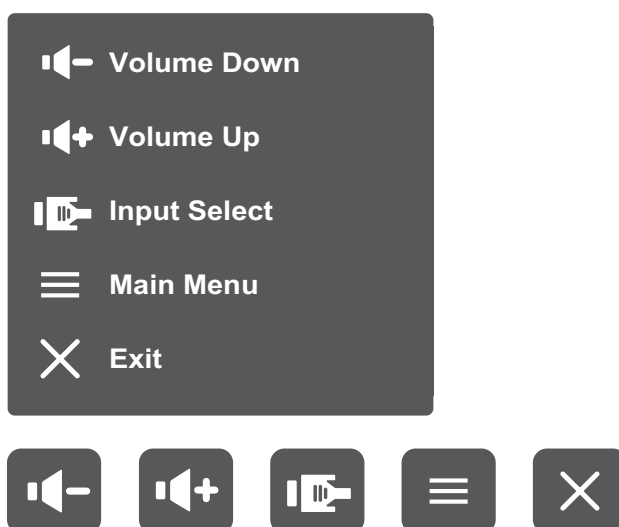 Volume Down
Volume Up
Input Select
Main Menu
Exit